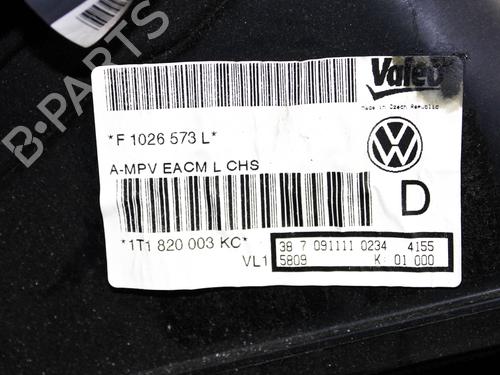 B-PARTS
Valeo
Made in Czech Republic
*F 1026 573 L*
A-MPV EACM L CHS
D
*1T1 820 003 KC*
VL1
38 7 091111 0234 4155
5809 K 01 000